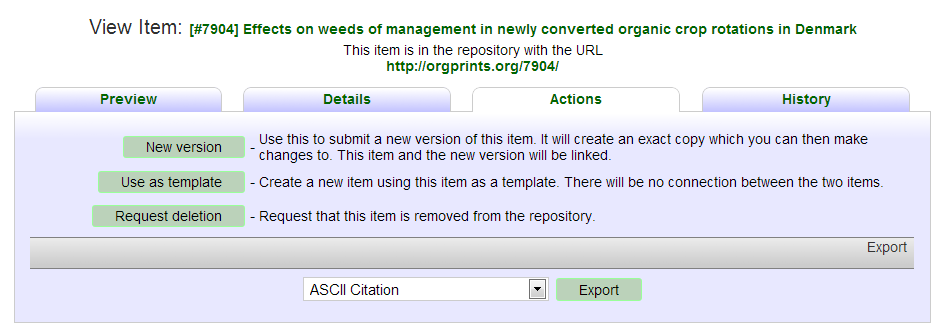 View Item: [#7904] Effects on weeds of management in newly converted organic crop rotations in Denmark
This item is in the repository with the URL
http://orgprints.org/7904/
Preview
Details
Actions
History
New version - Use this to submit a new version of this item. It will create an exact copy which you can then make
changes to. This item and the new version will be linked.
Use as template - Create a new item using this item as a template. There will be no connection between the two items.
Request deletion - Request that this item is removed from the repository.
Export
ASCII Citation
Export